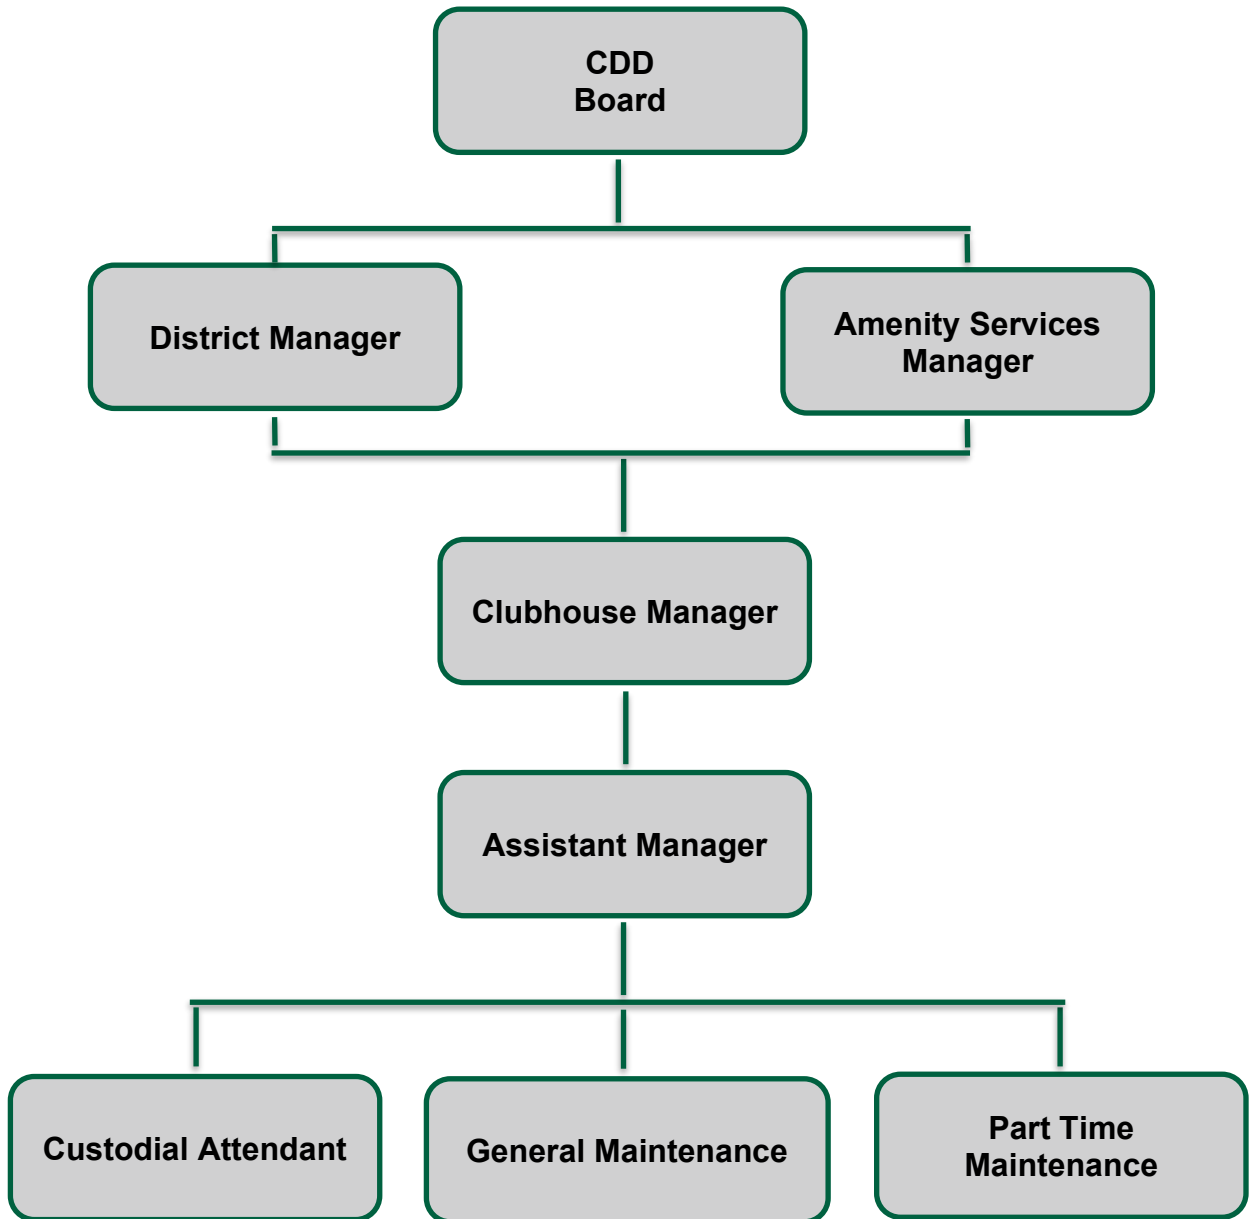 CDD
Board
District Manager
Amenity Services
Manager
Clubhouse Manager
Assistant Manager
Custodial Attendant
General Maintenance
Part Time
Maintenance